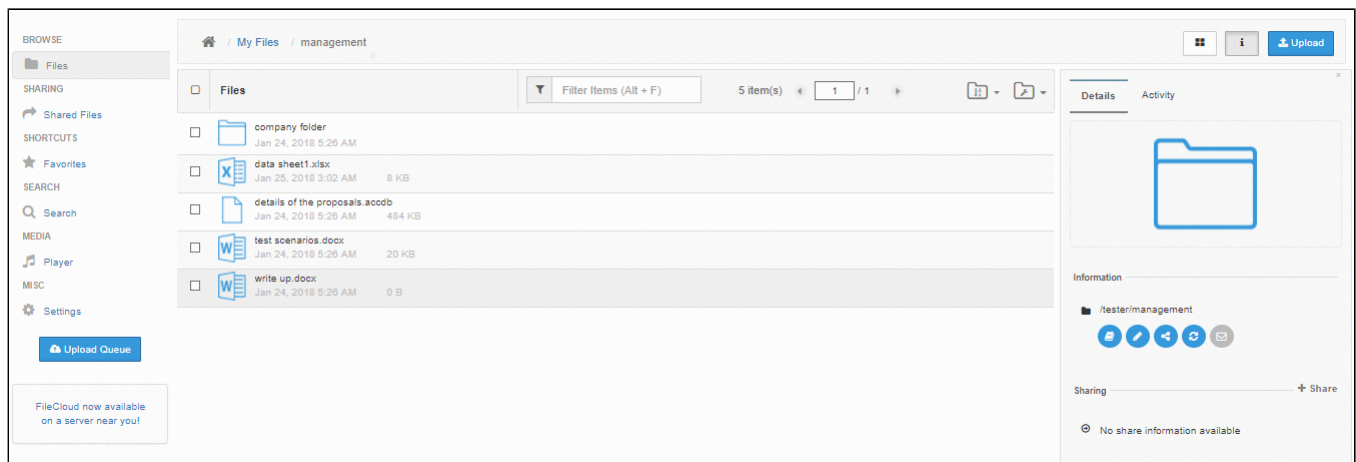 BROWSE
Files
SHARING
Shared Files
SHORTCUTS
Favorites
SEARCH
Search
MEDIA
Player
MISC
Settings
Upload Queue
FileCloud now available
on a server near you!
/ My Files / management
i Upload
Files Filter Items (Alt + F) 5 item(s) 1 / 1
company folder
Jan 24, 2018 5:26 AM
data sheet1.xlsx
Jan 25, 2018 3:02 AM 8 KB
details of the proposals.accdb
Jan 24, 2018 5:26 AM 484 KB
test scenarios.docx
Jan 24, 2018 5:26 AM 20 KB
write up.docx
Jan 24, 2018 5:26 AM 0 B
Details Activity
Information
/tester/management
Sharing + Share
No share information available